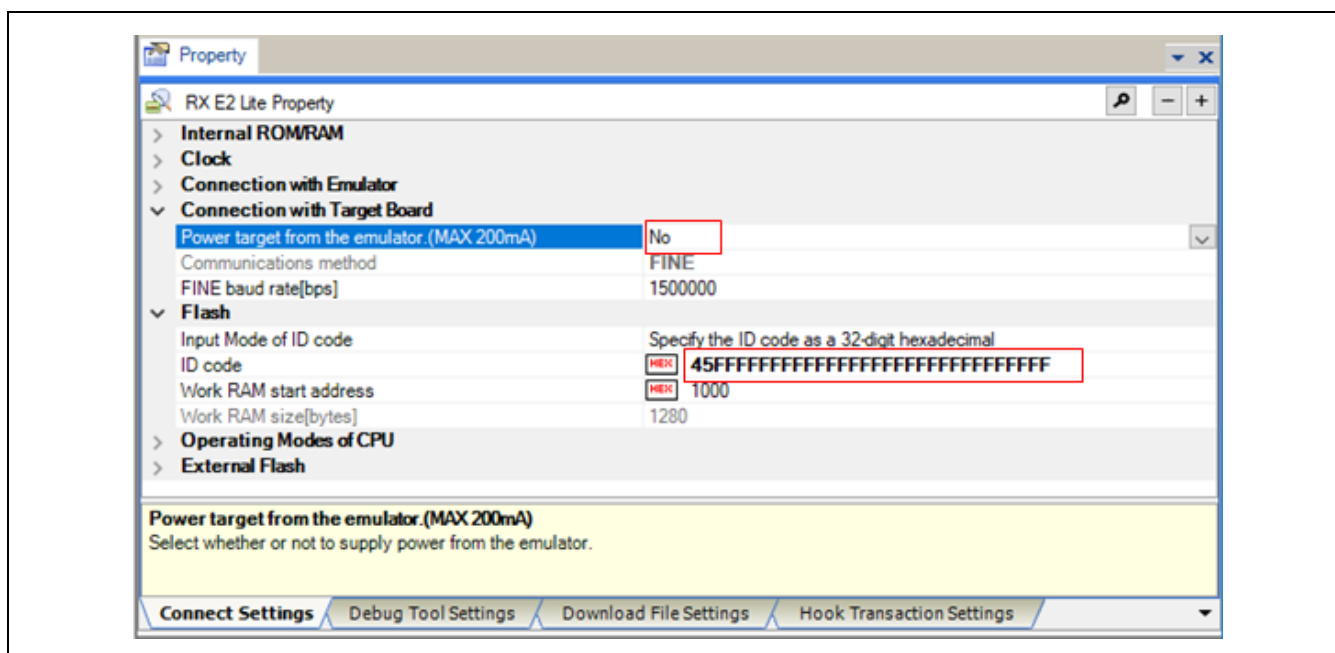 Property
RX E2 Lite Property
Internal ROM/RAM
Clock
Connection with Emulator
Connection with Target Board
Power target from the emulator.(MAX 200mA) No
Communications method FINE
FINE baud rate[bps] 1500000
Flash
Input Mode of ID code Specify the ID code as a 32-digit hexadecimal
ID code HEX 45FFFFFFFFFFFFFFFFFFFFFFFFFFFFFF
Work RAM start address HEX 1000
Work RAM size[bytes] 1280
Operating Modes of CPU
External Flash
Power target from the emulator.(MAX 200mA)
Select whether or not to supply power from the emulator.
Connect Settings Debug Tool Settings Download File Settings Hook Transaction Settings